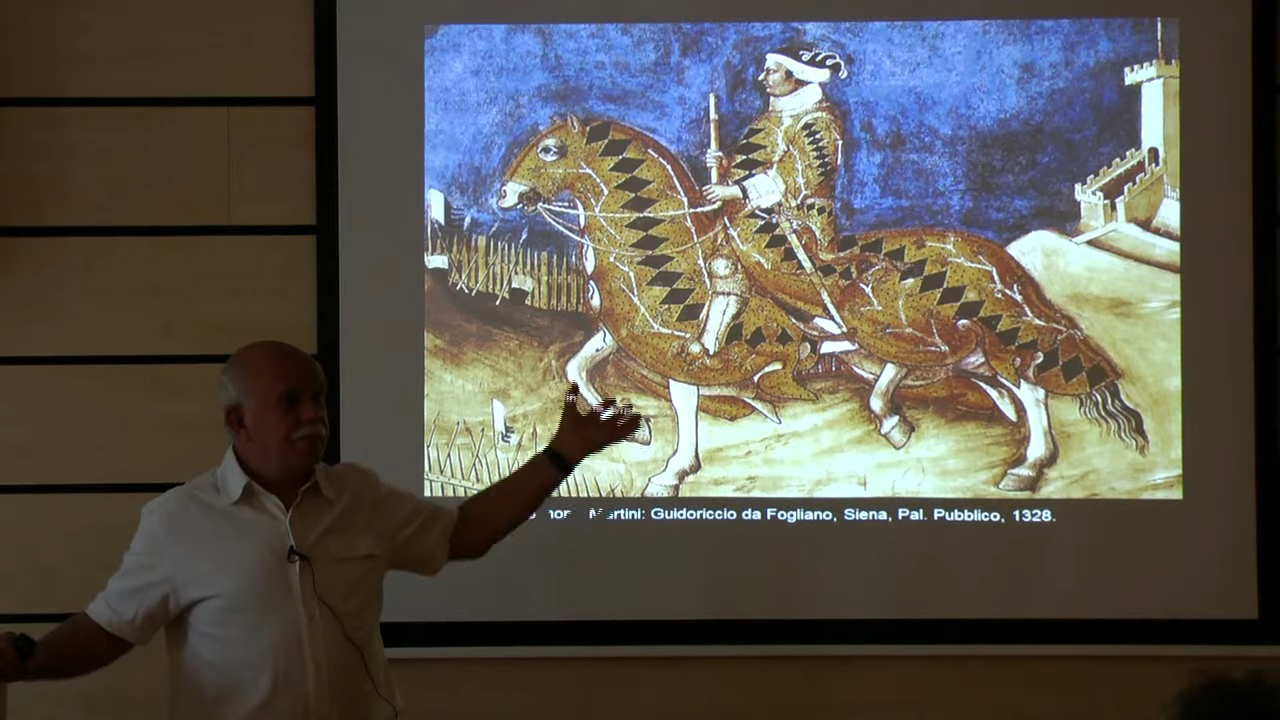 Martini: Guidoriccio da Fogliano, Siena, Pal. Pubblico, 1328.